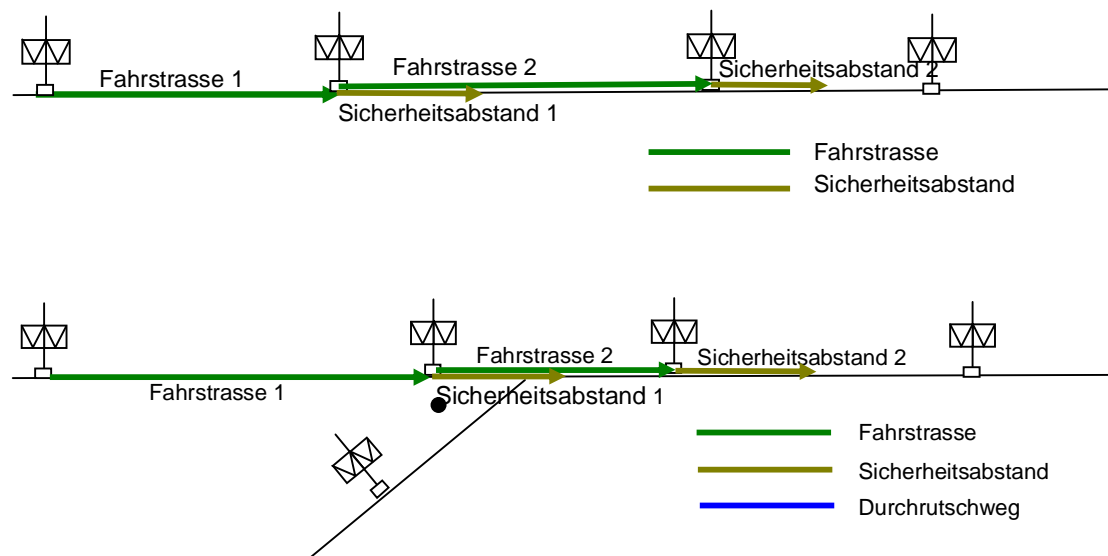 Fahrstrasse 1
Fahrstrasse 2
Sicherheitsabstand 2
Sicherheitsabstand 1
Fahrstrasse
Sicherheitsabstand
Fahrstrasse 1
Fahrstrasse 2
Sicherheitsabstand 2
Sicherheitsabstand 1
Fahrstrasse
Sicherheitsabstand
Durchrutschweg